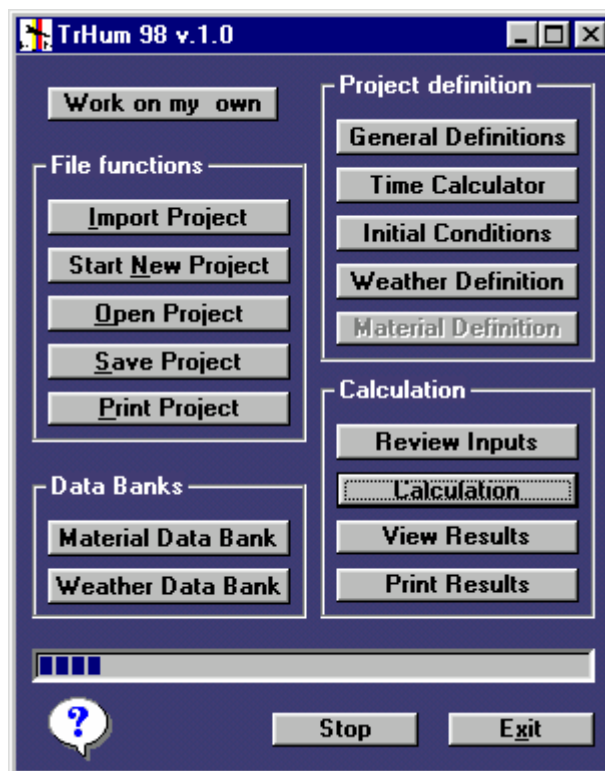 TrHum 98 v.1.0
Work on my own
File functions
Import Project
Start New Project
Open Project
Save Project
Print Project
Data Banks
Material Data Bank
Weather Data Bank
Project definition
General Definitions
Time Calculator
Initial Conditions
Weather Definition
Material Definition
Calculation
Review Inputs
Calculation
View Results
Print Results
?
Stop
Exit